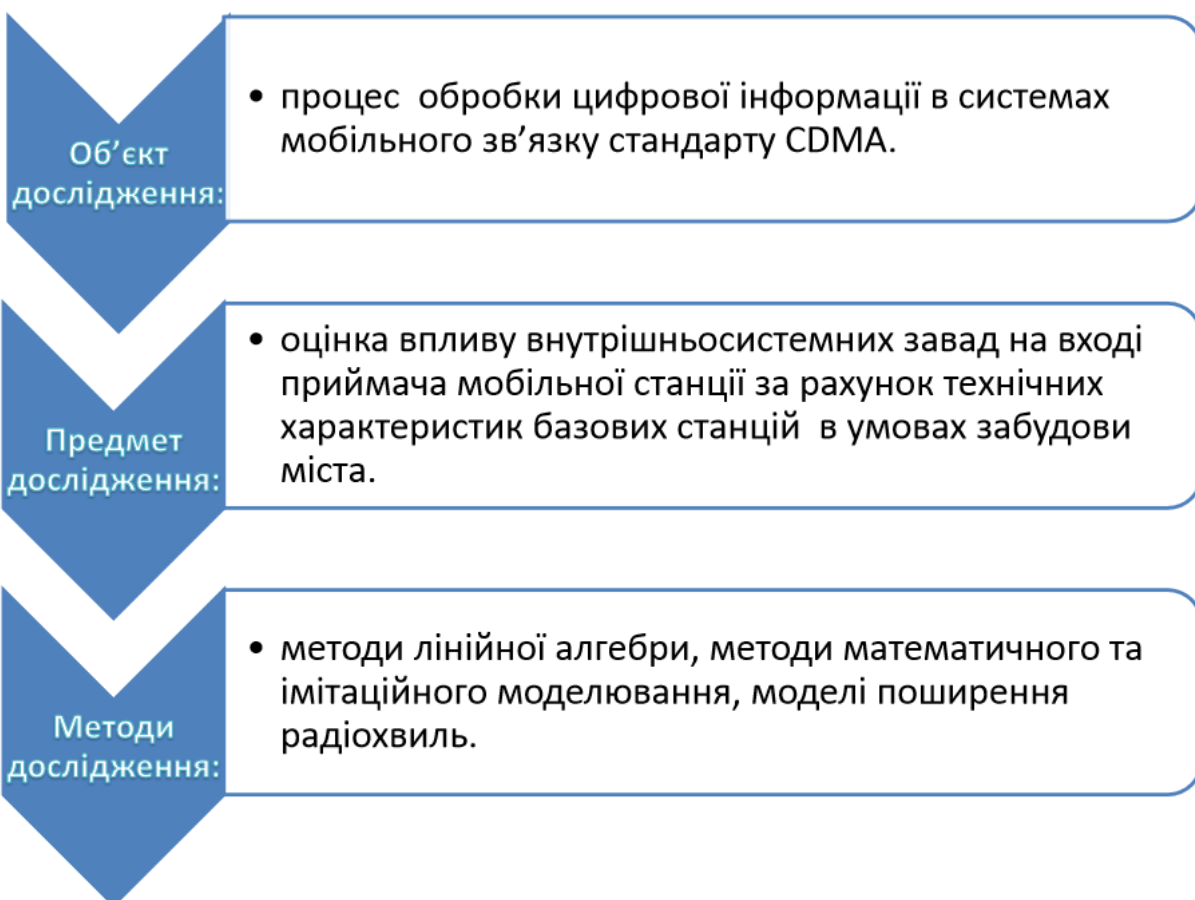 Об’єкт
дослідження:
• процес  обробки цифрової інформації в системах
мобільного зв’язку стандарту CDMA.
Предмет
дослідження:
• оцінка впливу внутрішньосистемних завад на вході
приймача мобільної станції за рахунок технічних
характеристик базових станцій  в умовах забудови
міста.
Методи
дослідження:
• методи лінійної алгебри, методи математичного та
імітаційного моделювання, моделі поширення
радіохвиль.